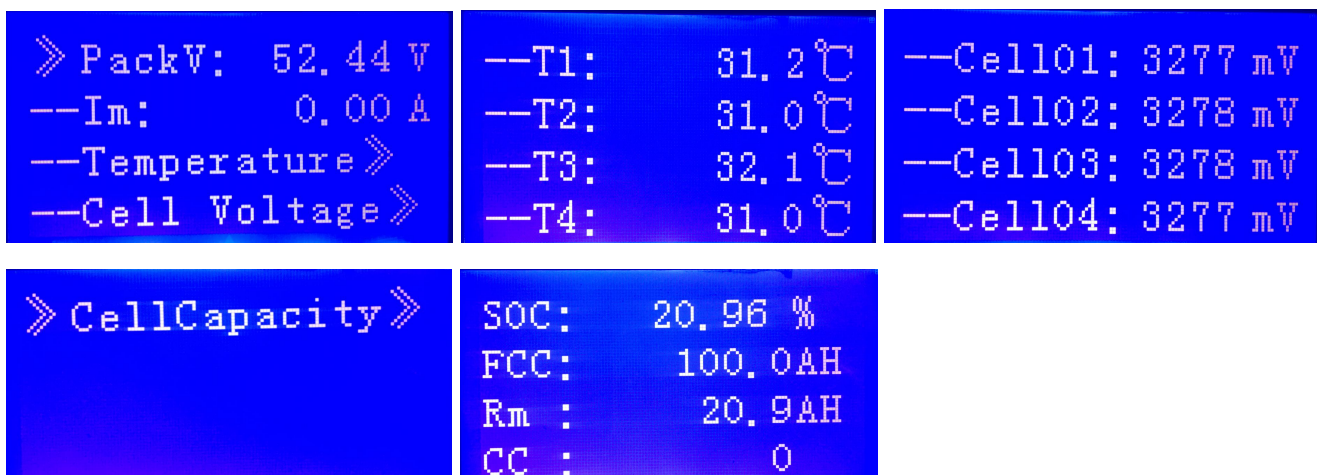 ≫PackV: 52.44 V
--Im: 0.00 A
--Temperature≫
--Cell Voltage≫
--T1: 31.2℃
--T2: 31.0℃
--T3: 32.1℃
--T4: 31.0℃
--Cell01: 3277 mV
--Cell02: 3278 mV
--Cell03: 3278 mV
--Cell04: 3277 mV
≫CellCapacity≫
SOC: 20.96 %
FCC: 100.0AH
Rm : 20.9AH
CC : 0